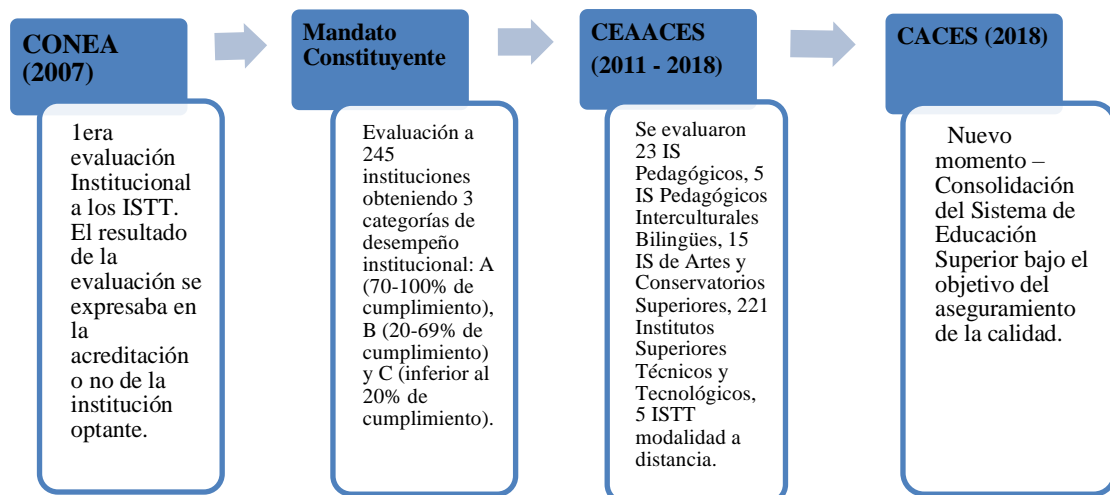 CONEA
(2007)
1era
evaluación
Institucional
a los ISTT.
El resultado
de la
evaluación se
expresaba en
la
acreditación
o no de la
institución
optante.
Mandato
Constituyente
Evaluación a
245
instituciones
obteniendo 3
categorías de
desempeño
institucional: A
(70-100% de
cumplimiento),
B (20-69% de
cumplimiento)
y C (inferior al
20% de
cumplimiento).
CEAACES
(2011 - 2018)
Se evaluaron
23 IS
Pedagógicos, 5
IS Pedagógicos
Interculturales
Bilingües, 15
IS de Artes y
Conservatorios
Superiores, 221
Institutos
Superiores
Técnicos y
Tecnológicos,
5 ISTT
modalidad a
distancia.
CACES (2018)
Nuevo
momento –
Consolidación
del Sistema de
Educación
Superior bajo el
objetivo del
aseguramiento
de la calidad.